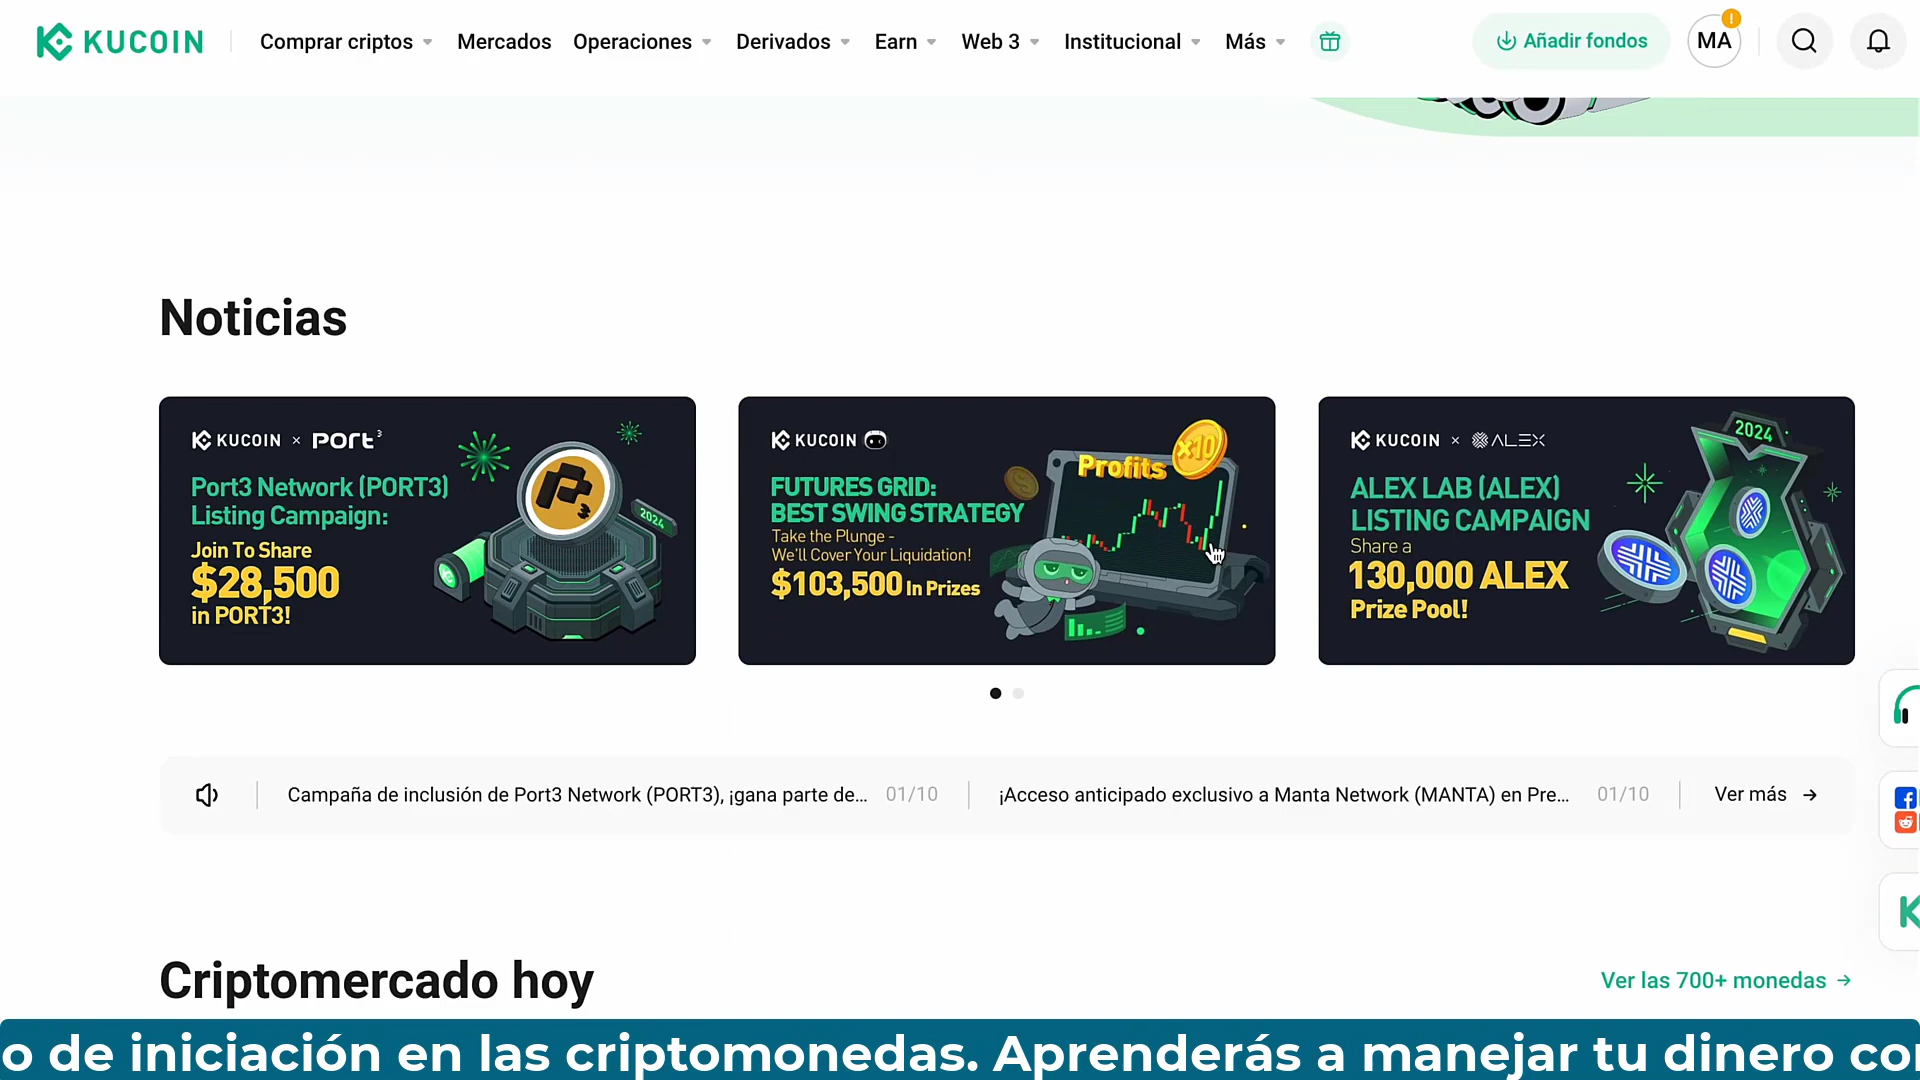 KUCOIN
Comprar criptos
Mercados
Operaciones
Derivados
Earn
Web 3
Institucional
Más
Añadir fondos
MA
Noticias
KUCOIN × PORT3
Port3 Network (PORT3)
Listing Campaign:
Join To Share
$28,500
in PORT3!
2024
KUCOIN
FUTURES GRID:
BEST SWING STRATEGY
Take the Plunge -
We'll Cover Your Liquidation!
$103,500 In Prizes
Profits
X10
KUCOIN × ALEX
ALEX LAB (ALEX)
LISTING CAMPAIGN
Share a
130,000 ALEX
Prize Pool!
2024
Campaña de inclusión de Port3 Network (PORT3), ¡gana parte de...
01/10
¡Acceso anticipado exclusivo a Manta Network (MANTA) en Pre...
01/10
Ver más
Criptomercado hoy
Ver las 700+ monedas
o de iniciación en las criptomonedas. Aprenderás a manejar tu dinero co